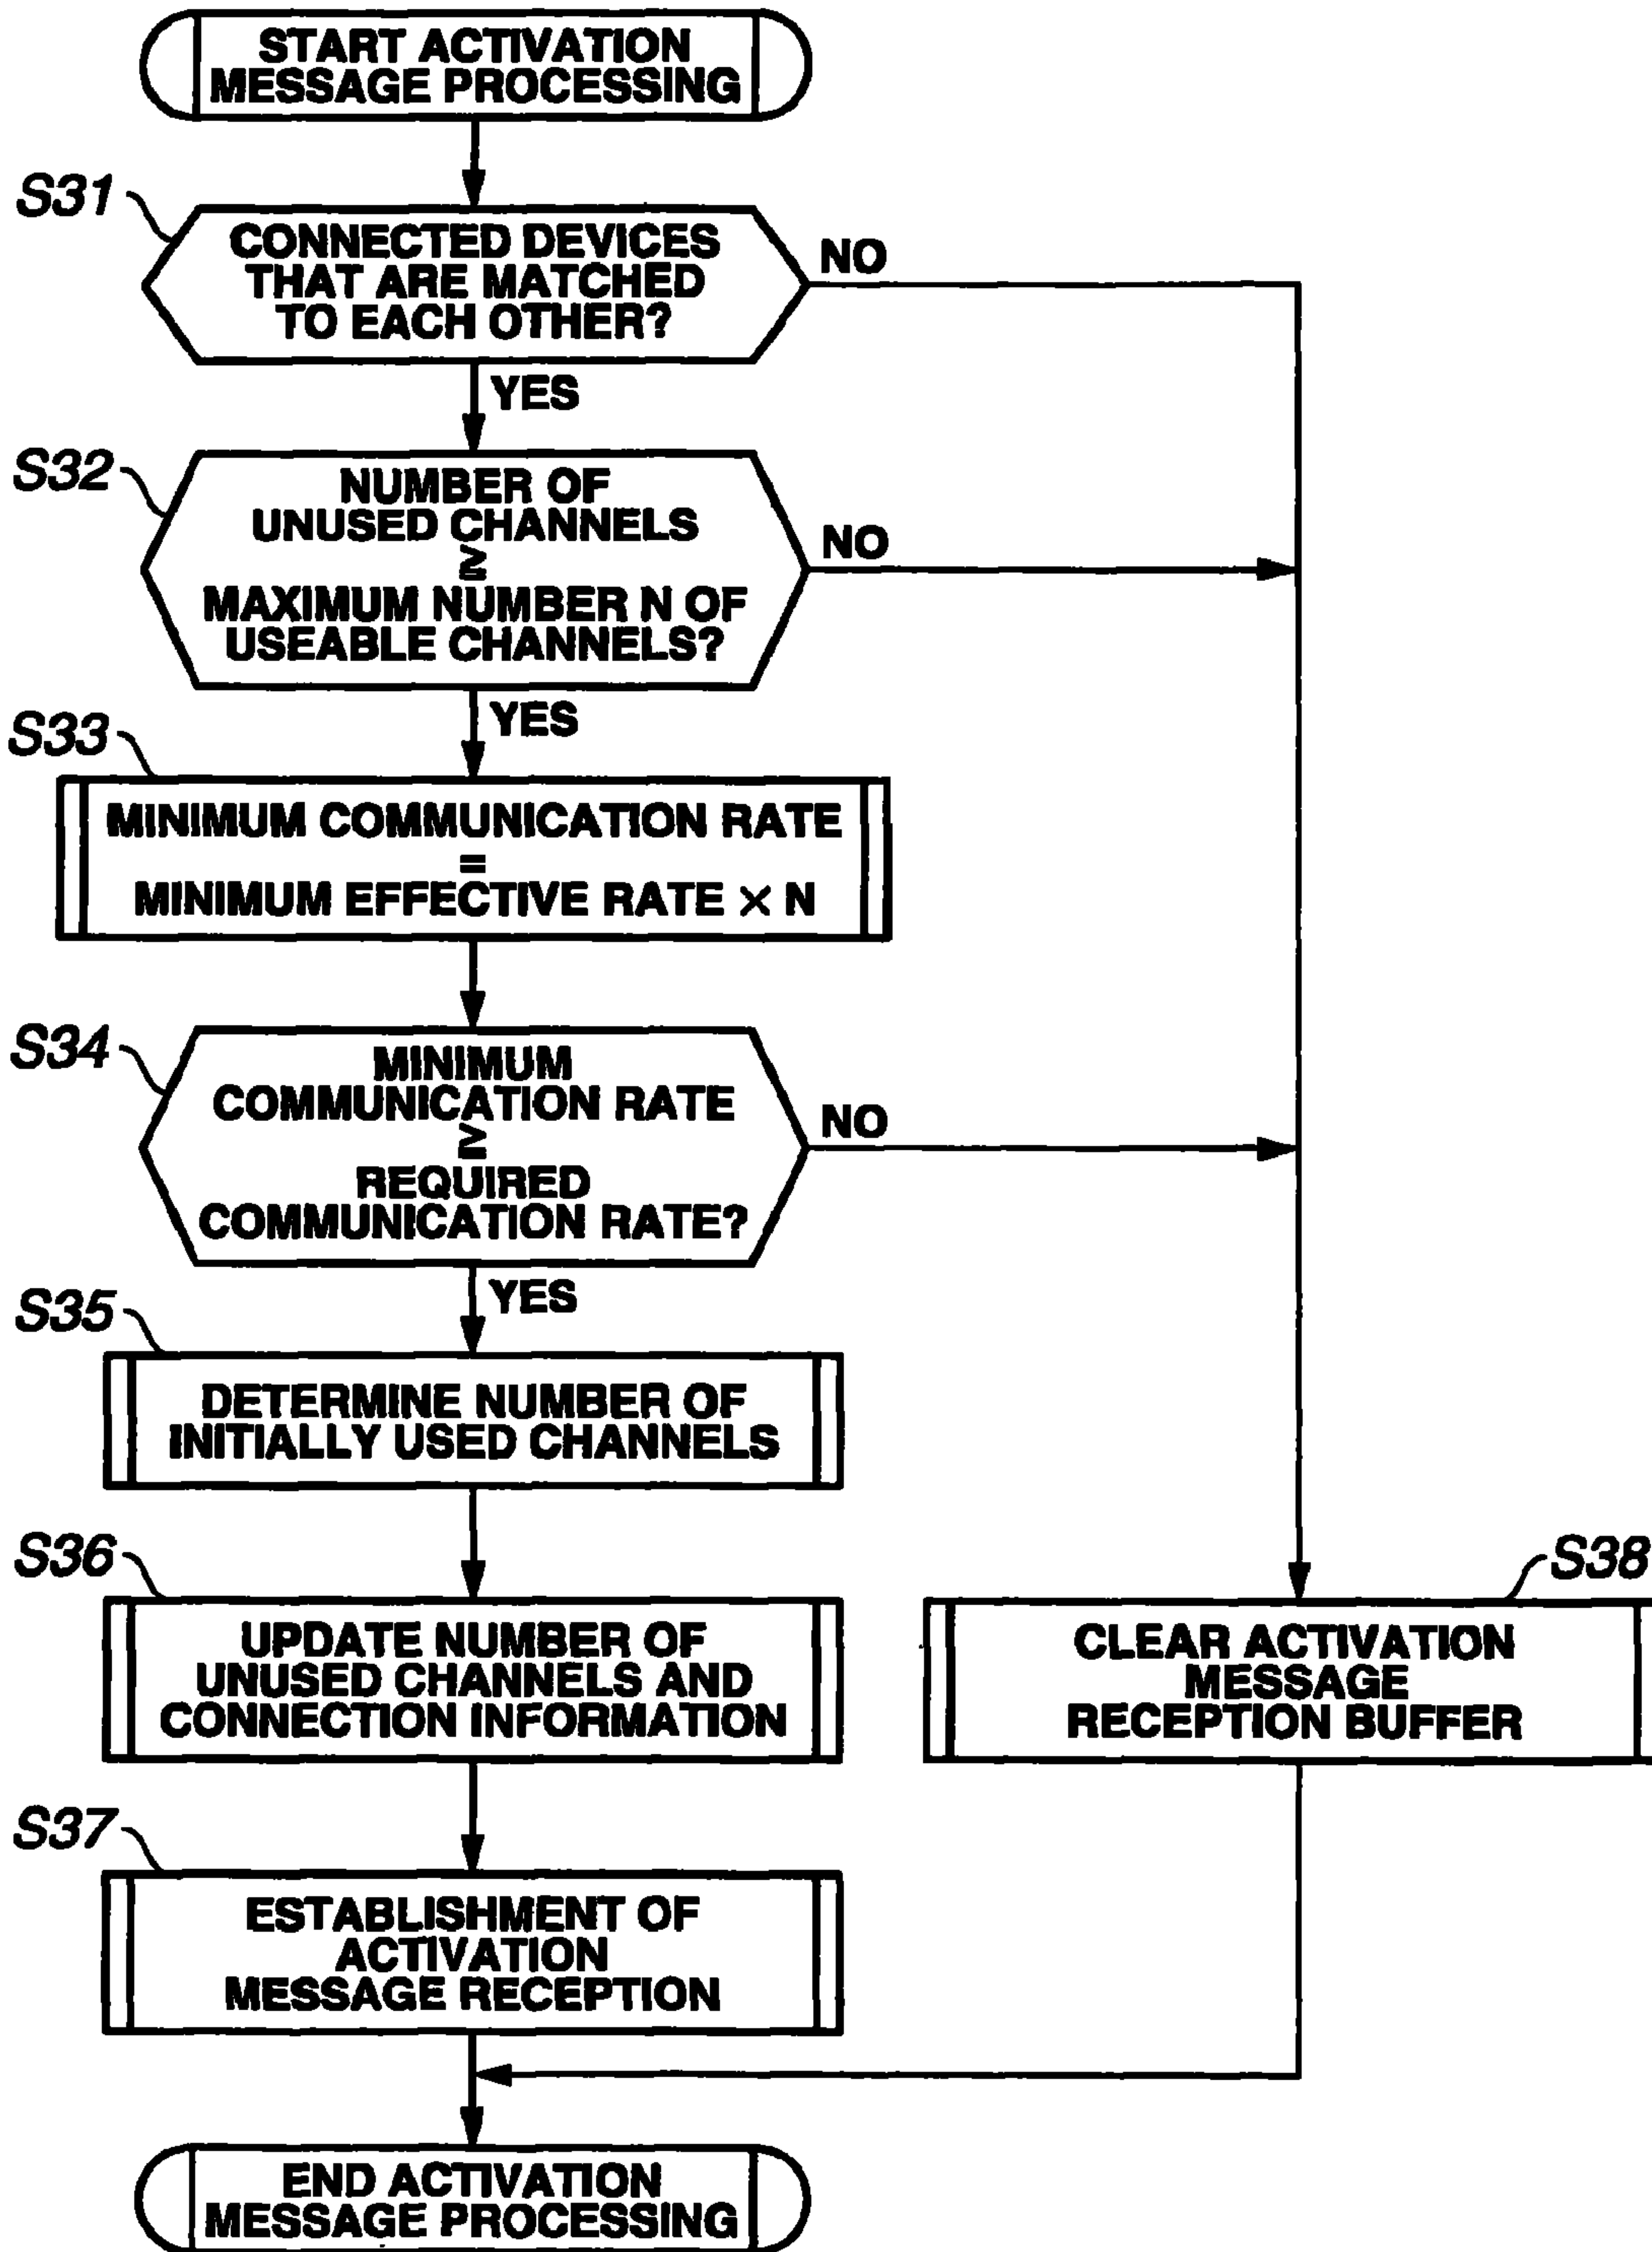 START ACTIVATION
MESSAGE PROCESSING
S31
CONNECTED DEVICES
THAT ARE MATCHED
TO EACH OTHER?
NO
YES
S32
NUMBER OF
UNUSED CHANNELS
≧
MAXIMUM NUMBER N OF
USEABLE CHANNELS?
NO
YES
S33
MINIMUM COMMUNICATION RATE
=
MINIMUM EFFECTIVE RATE × N
S34
MINIMUM
COMMUNICATION RATE
≧
REQUIRED
COMMUNICATION RATE?
NO
YES
S35
DETERMINE NUMBER OF
INITIALLY USED CHANNELS
S36
UPDATE NUMBER OF
UNUSED CHANNELS AND
CONNECTION INFORMATION
S38
CLEAR ACTIVATION
MESSAGE
RECEPTION BUFFER
S37
ESTABLISHMENT OF
ACTIVATION
MESSAGE RECEPTION
END ACTIVATION
MESSAGE PROCESSING